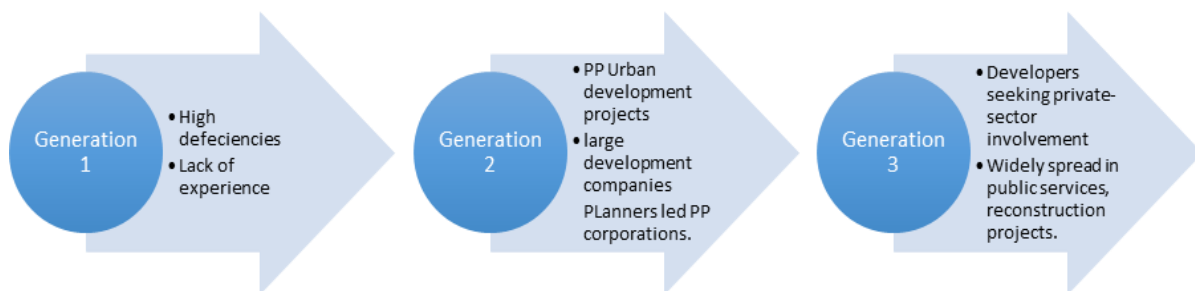 Generation
1
• High
defeciencies
• Lack of
experience
Generation
2
• PP Urban
development
projects
• large
development
companies
PLanners led PP
corporations.
Generation
3
• Developers
seeking private-
sector
involvement
• Widely spread in
public services,
reconstruction
projects.